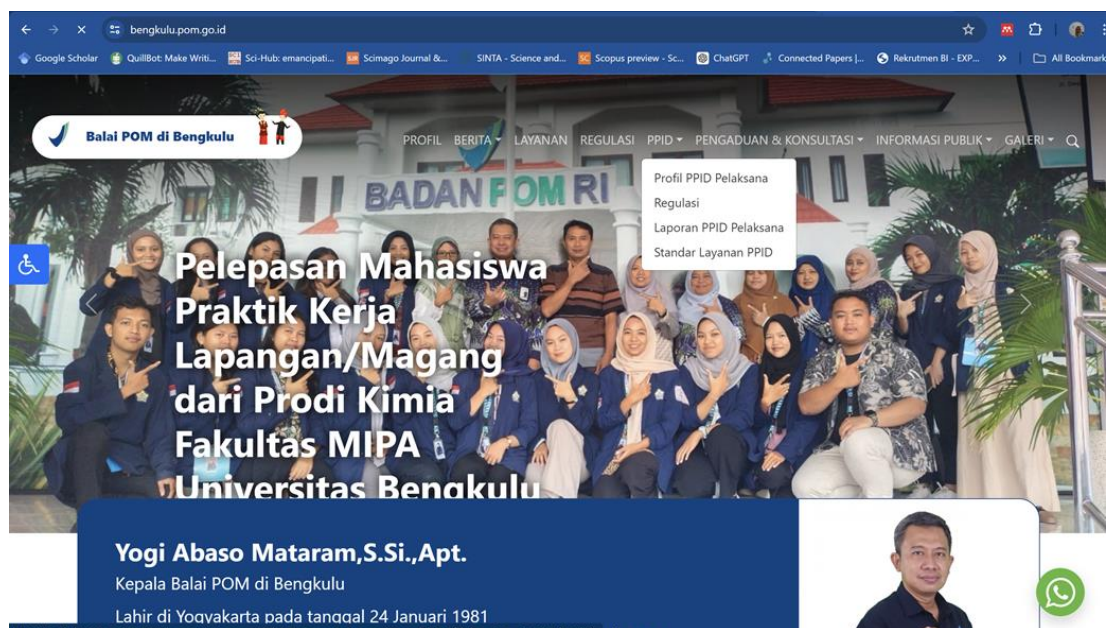 bengkulu.pom.go.id
Google Scholar QuillBot: Make Writi... Sci-Hub: emancipati... Scimago Journal &... SINTA - Science and... Scopus preview - Sc... ChatGPT Connected Papers |... Rekrutmen BI - EXP... » All Bookmark
Balai POM di Bengkulu PROFIL BERITA LAYANAN REGULASI PPID PENGADUAN & KONSULTASI INFORMASI PUBLIK GALERI
Profil PPID Pelaksana
Regulasi
Laporan PPID Pelaksana
Standar Layanan PPID
BADAN POM RI
Pelepasan Mahasiswa
Praktik Kerja
Lapangan/Magang
dari Prodi Kimia
Fakultas MIPA
Universitas Bengkulu
Yogi Abaso Mataram,S.Si.,Apt.
Kepala Balai POM di Bengkulu
Lahir di Yogyakarta pada tanggal 24 Januari 1981